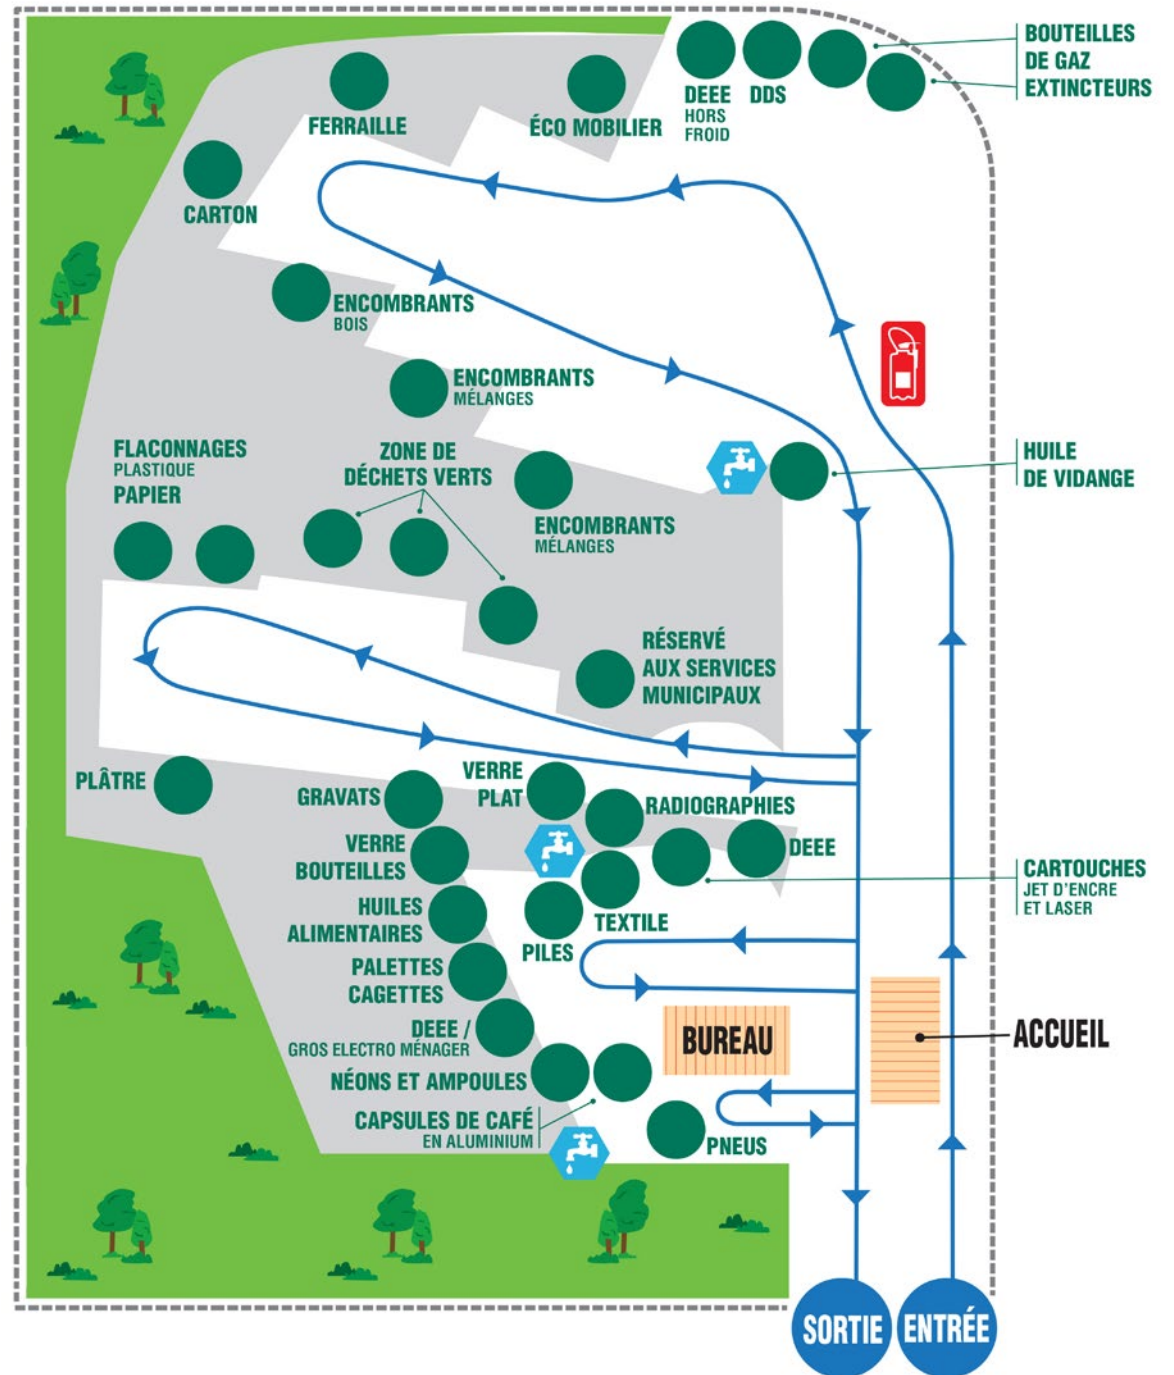 BOUTEILLES
DE GAZ
EXTINCTEURS
DEEE
HORS
FROID
DDS
FERRAILLE
ÉCO MOBILIER
CARTON
ENCOMBRANTS
BOIS
ENCOMBRANTS
MÉLANGES
FLACONNAGES
PLASTIQUE
PAPIER
ZONE DE
DÉCHETS VERTS
ENCOMBRANTS
MÉLANGES
HUILE
DE VIDANGE
RÉSERVÉ
AUX SERVICES
MUNICIPAUX
PLÂTRE
GRAVATS
VERRE
PLAT
RADIOGRAPHIES
VERRE
BOUTEILLES
DEEE
CARTOUCHES
JET D'ENCRE
ET LASER
HUILES
ALIMENTAIRES
TEXTILE
PILES
PALETTES
CAGETTES
DEEE /
GROS ELECTRO MÉNAGER
BUREAU
ACCUEIL
NÉONS ET AMPOULES
CAPSULES DE CAFÉ
EN ALUMINIUM
PNEUS
SORTIE
ENTRÉE